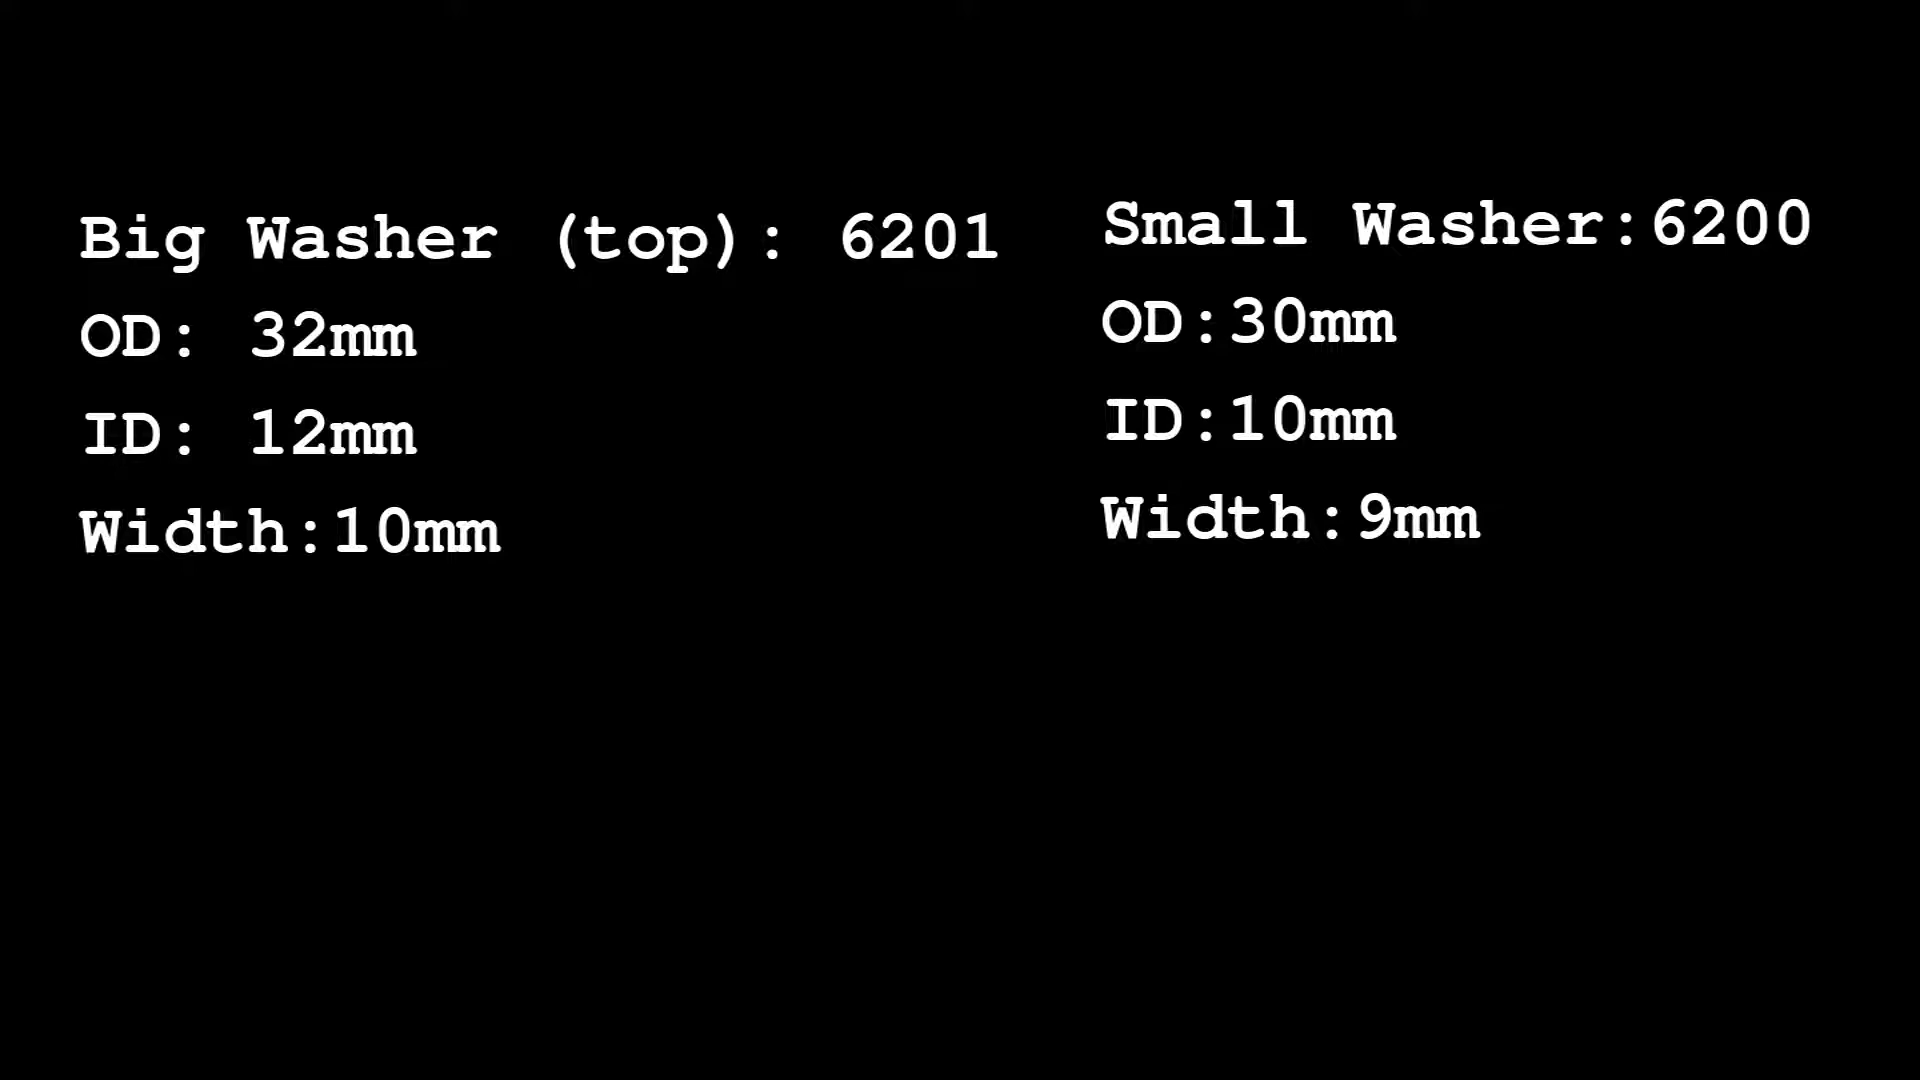 Big Washer (top): 6201
OD: 32mm
ID: 12mm
Width:10mm
Small Washer:6200
OD:30mm
ID:10mm
Width:9mm